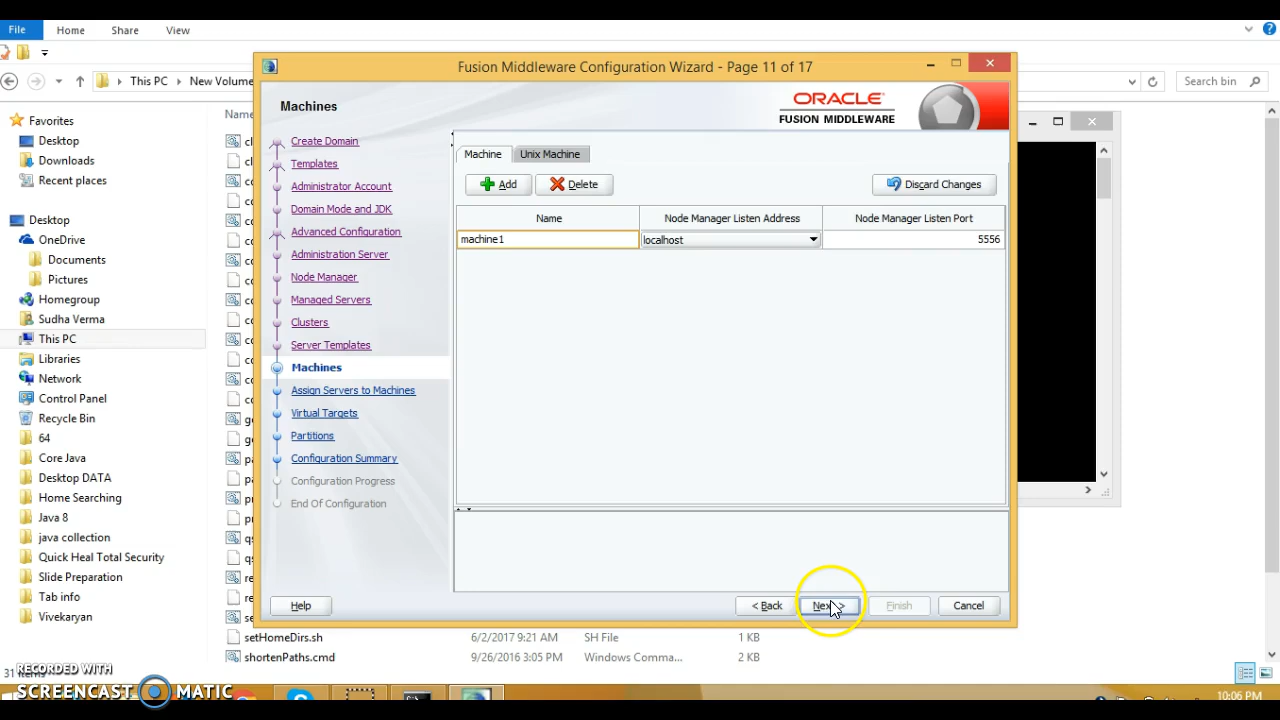 File Home Share View
This PC New Volume
Search bin
Favorites
Desktop
Downloads
Recent places
Desktop
OneDrive
Documents
Pictures
Homegroup
Sudha Verma
This PC
Libraries
Network
Control Panel
Recycle Bin
64
Core Java
Desktop DATA
Home Searching
Java 8
java collection
Quick Heal Total Security
Slide Preparation
Tab info
Vivekaryan
Fusion Middleware Configuration Wizard - Page 11 of 17
Machines
ORACLE
FUSION MIDDLEWARE
Create Domain
Templates
Administrator Account
Domain Mode and JDK
Advanced Configuration
Administration Server
Node Manager
Managed Servers
Clusters
Server Templates
Machines
Assign Servers to Machines
Virtual Targets
Partitions
Configuration Summary
Configuration Progress
End Of Configuration
Machine Unix Machine
Add Delete Discard Changes
Name Node Manager Listen Address Node Manager Listen Port
machine1 localhost 5556
Help < Back Finish Cancel
setHomeDirs.sh 6/2/2017 9:21 AM SH File 1 KB
shortenPaths.cmd 9/26/2016 3:05 PM Windows Comma... 2 KB
RECORDED WITH
SCREENCAST MATIC
10:06 PM